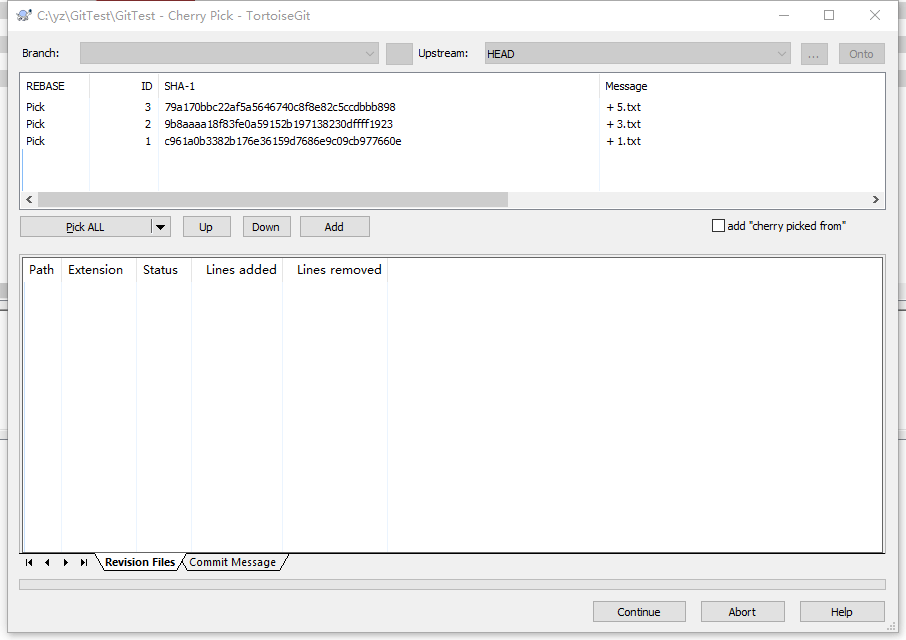 C:\yz\GitTest\GitTest - Cherry Pick - TortoiseGit
Branch: Upstream: HEAD ... Onto
REBASE ID SHA-1 Message
Pick 3 79a170bbc22af5a5646740c8f8e82c5ccdbbb898 + 5.txt
Pick 2 9b8aaaa18f83fe0a59152b197138230dffff1923 + 3.txt
Pick 1 c961a0b3382b176e36159d7686e9c09cb977660e + 1.txt
Pick ALL Up Down Add add "cherry picked from"
Path Extension Status Lines added Lines removed
Revision Files Commit Message
Continue Abort Help